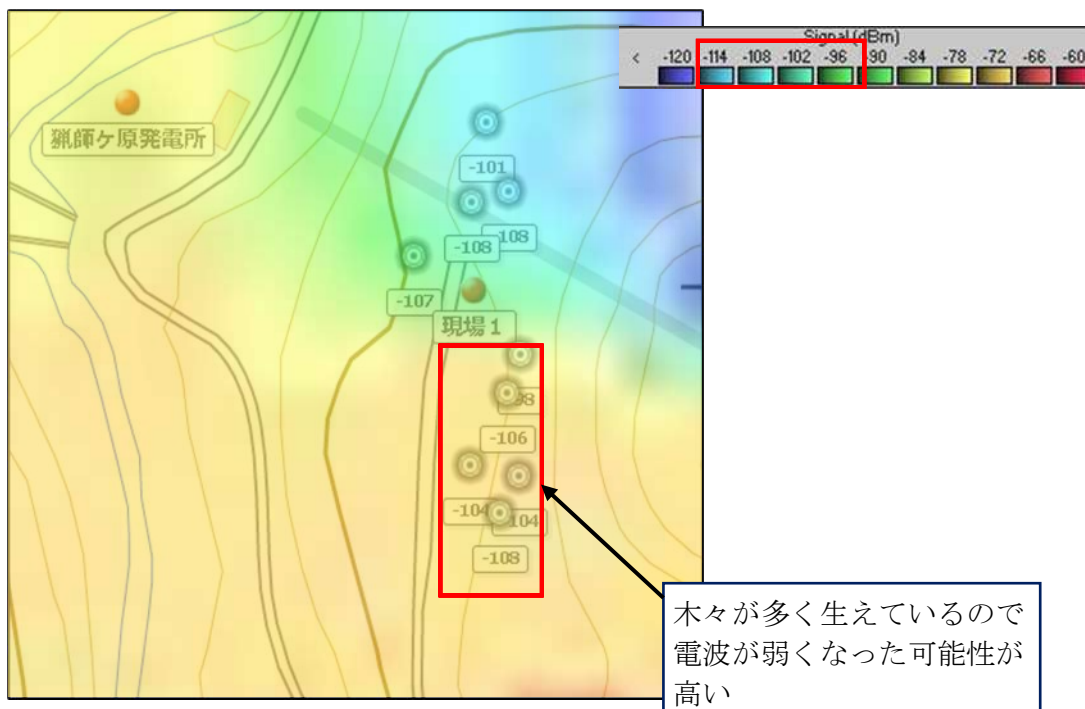 Signal (dBm)
< -120 -114 -108 -102 -96 -90 -84 -78 -72 -66 -60
猟師ケ原発電所
-101
-108
-108
-107
現場1
-98
-106
-104
-104
-108
木々が多く生えているので
電波が弱くなった可能性が
高い